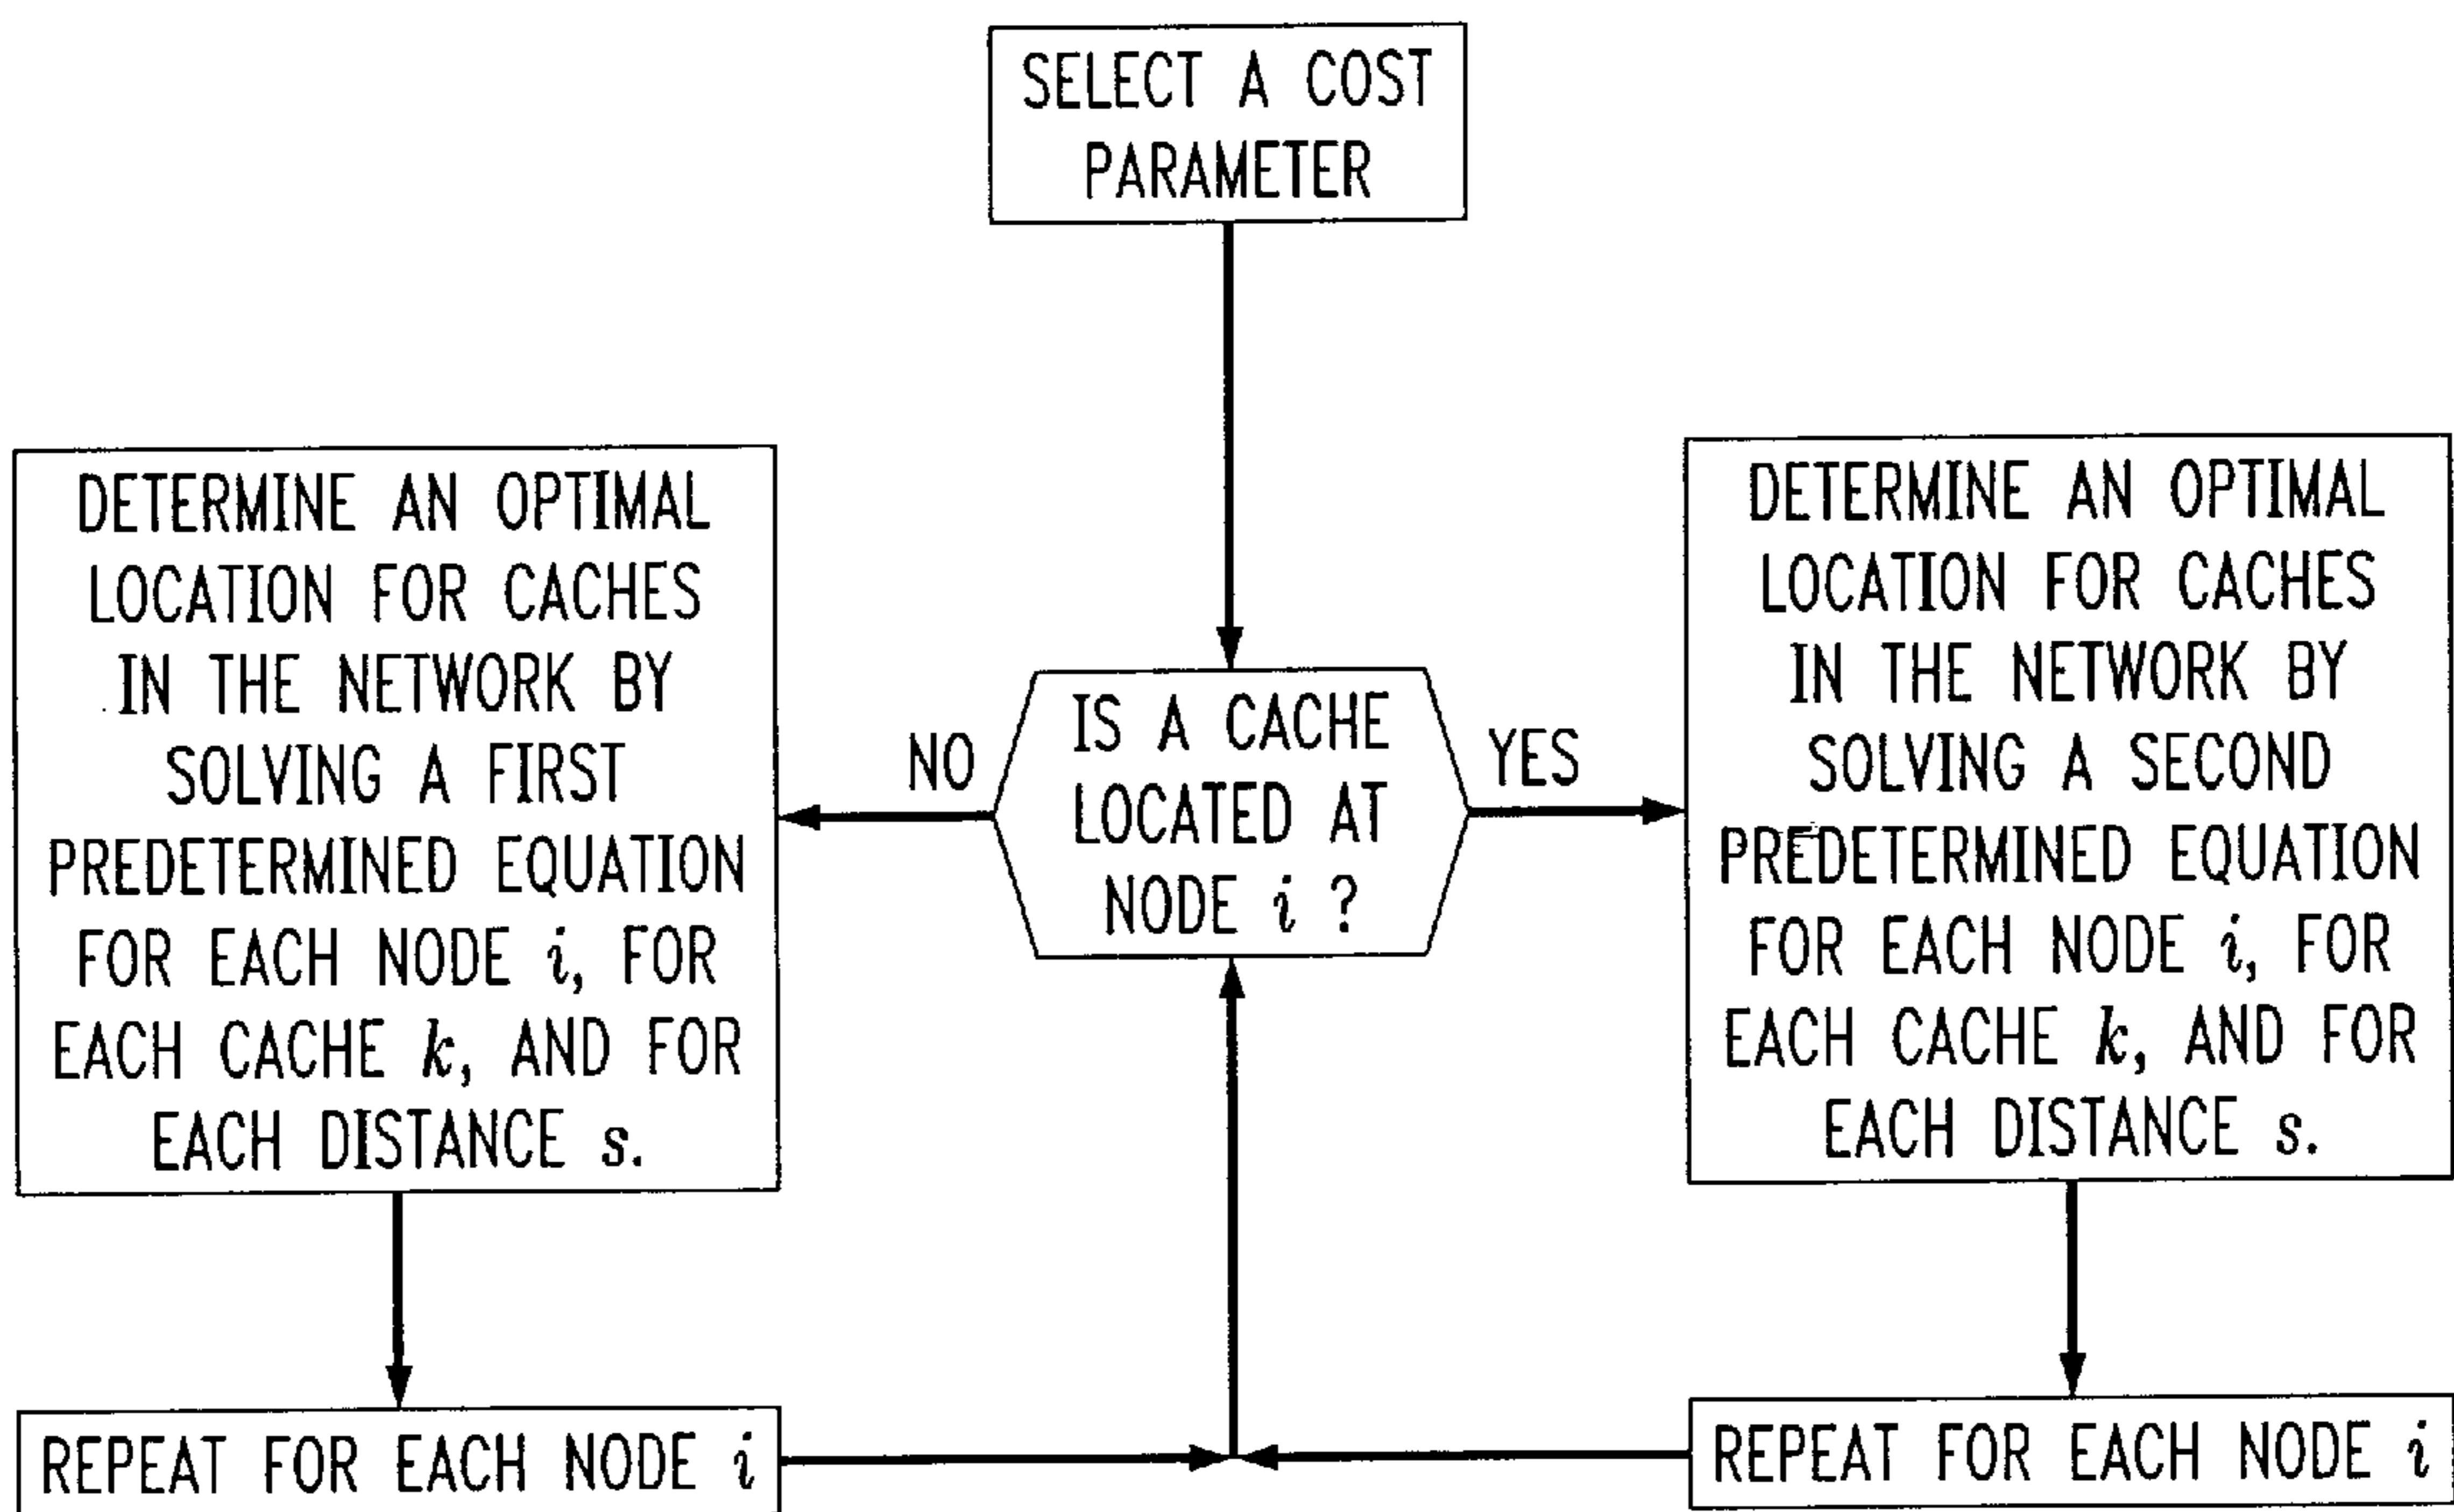 SELECT A COST
PARAMETER
DETERMINE AN OPTIMAL
LOCATION FOR CACHES
IN THE NETWORK BY
SOLVING A FIRST
PREDETERMINED EQUATION
FOR EACH NODE i, FOR
EACH CACHE k, AND FOR
EACH DISTANCE s.
NO
IS A CACHE
LOCATED AT
NODE i ?
YES
DETERMINE AN OPTIMAL
LOCATION FOR CACHES
IN THE NETWORK BY
SOLVING A SECOND
PREDETERMINED EQUATION
FOR EACH NODE i, FOR
EACH CACHE k, AND FOR
EACH DISTANCE s.
REPEAT FOR EACH NODE i
REPEAT FOR EACH NODE i